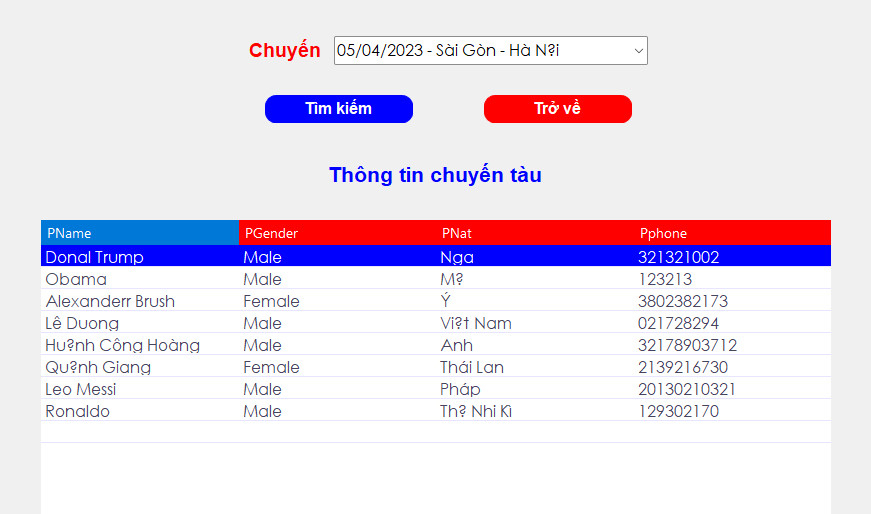 Chuyến 05/04/2023 - Sài Gòn - Hà N?i
Tìm kiếm Trở về
Thông tin chuyến tàu
PName PGender PNat Pphone
Donal Trump Male Nga 321321002
Obama Male M? 123213
Alexanderr Brush Female Ý 3802382173
Lê Duong Male Vi?t Nam 021728294
Hu?nh Công Hoàng Male Anh 32178903712
Qu?nh Giang Female Thái Lan 2139216730
Leo Messi Male Pháp 20130210321
Ronaldo Male Th? Nhi Kì 129302170